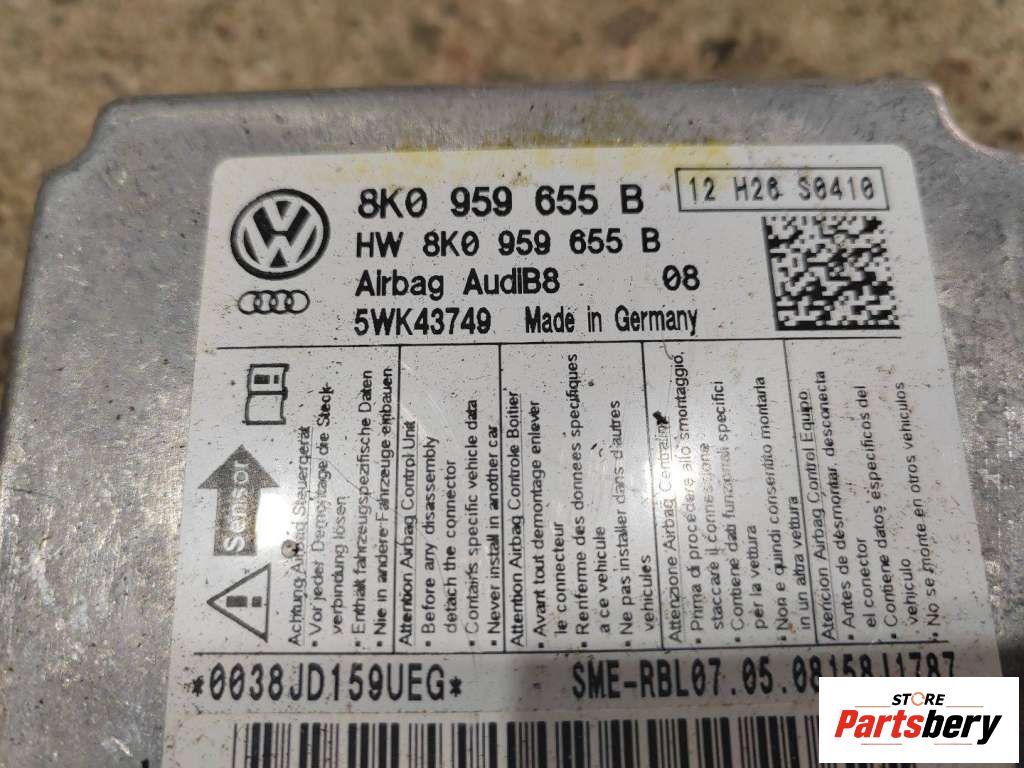 8K0 959 655 B
12 H26 S0410
HW 8K0 959 655 B
Airbag AudiB8 08
5WK43749 Made in Germany
Sensor
Achtung Airbag Steuergerät
• Vor jeder Demontage die Steck-
verbindung lösen
• Enthält fahrzeugspezifische Daten
• Nie in andere Fahrzeuge einbauen
Attention Airbag Control Unit
• Before any disassembly
detach the connector
• Contains specific vehicle data
• Never install in another car
Attention Airbag Controle Boitier
• Avant tout demontage enlever
le connecteur
• Renferme des donnees specifiques
a ce vehicule
• Ne pas installer dans d'autres
vehicules
Attenzione Airbag Centralina
• Prima di procedere allo smontaggio,
staccare il connessione
• Contiene dati funzionali specifici
per la vettura
• Non e quindi consentito montarla
in un altra vettura
Atencion Airbag Control Equipo
• Antes de desmontar, desconecta
el conector
• Contiene datos especificos del
vehiculo
• No se monte en otros vehiculos
*0038JD159UEG* SME-RBL07.05.08158J1787
STORE
Partsbery